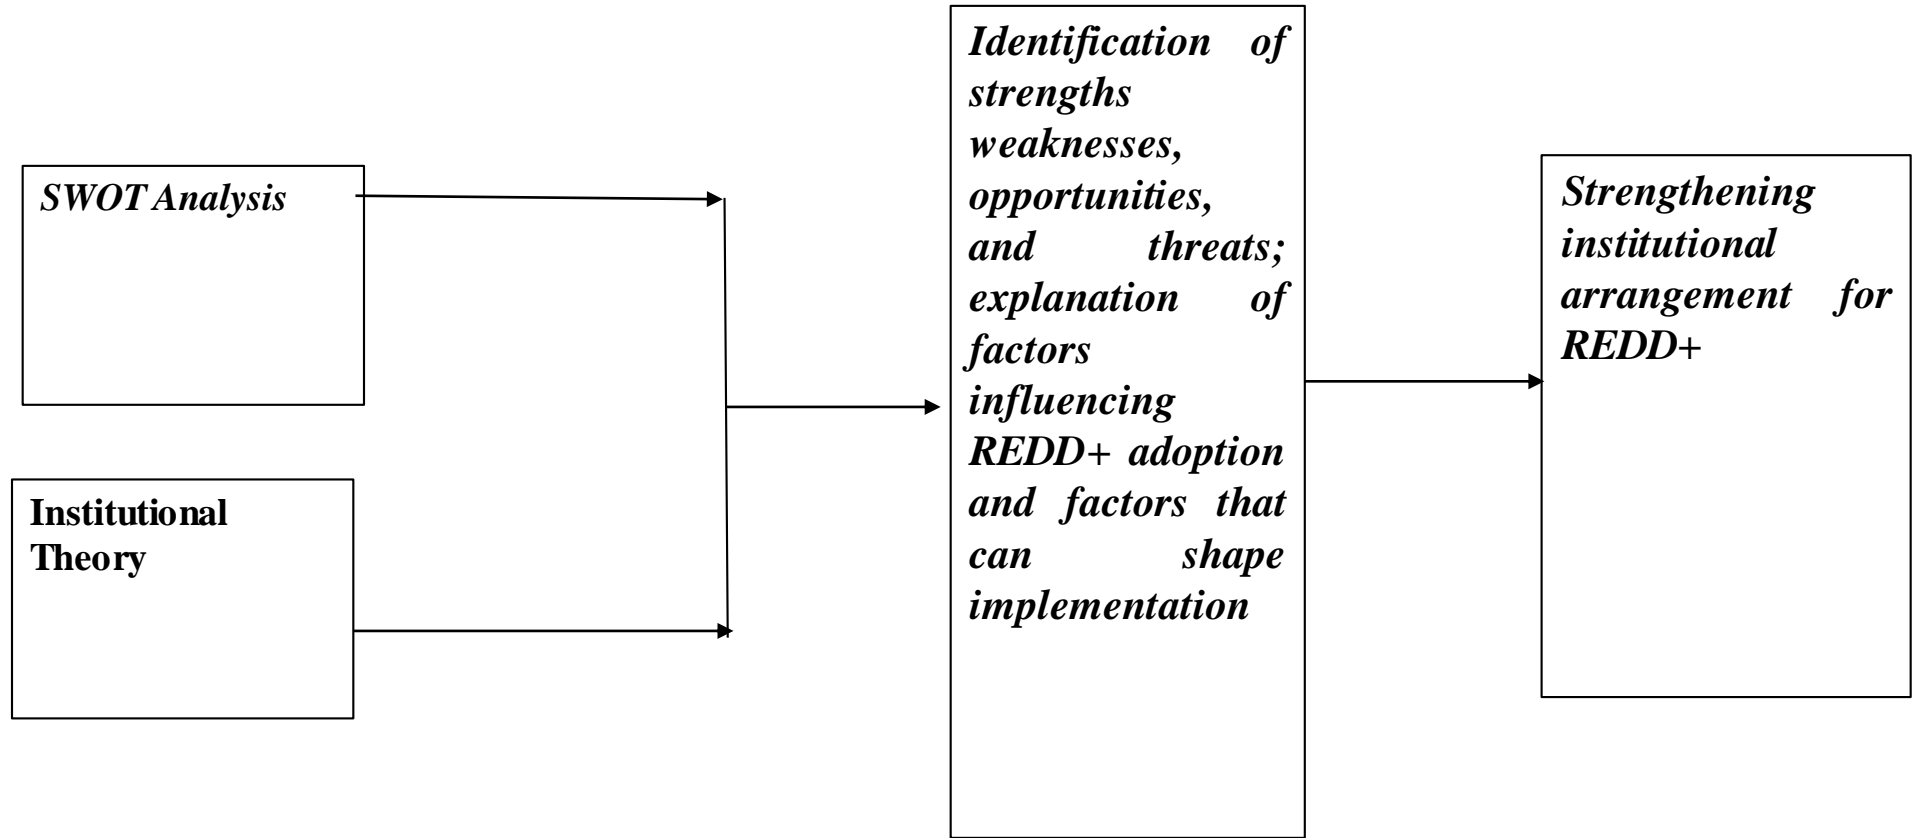 SWOT Analysis
Institutional
Theory
Identification of
strengths
weaknesses,
opportunities,
and threats;
explanation of
factors
influencing
REDD+ adoption
and factors that
can shape
implementation
Strengthening
institutional
arrangement for
REDD+